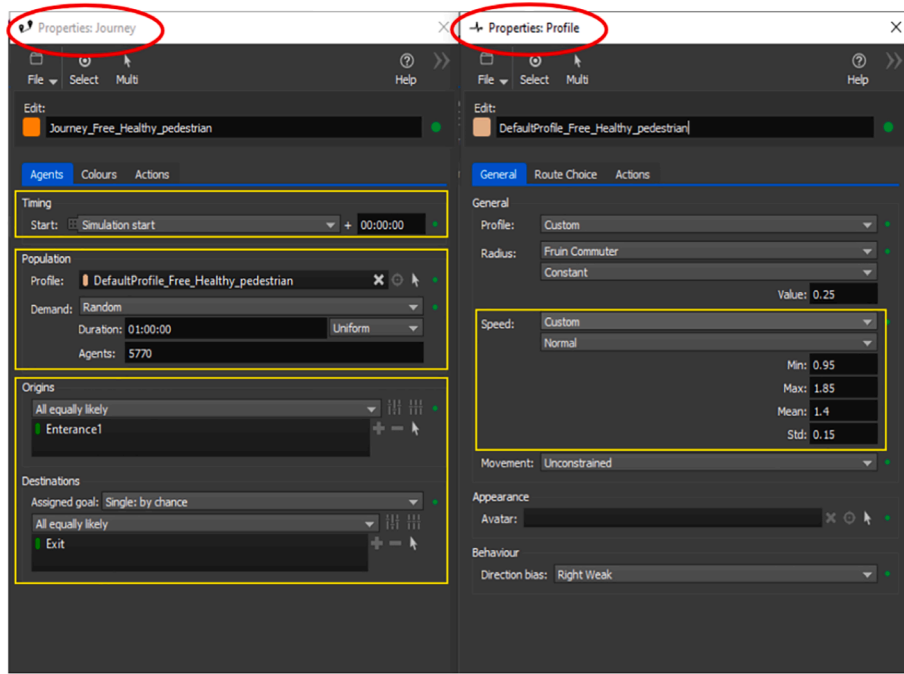 Properties: Journey
File Select Multi Help
Edit:
Journey_Free_Healthy_pedestrian
Agents Colours Actions
Timing
Start: Simulation start + 00:00:00
Population
Profile: DefaultProfile_Free_Healthy_pedestrian
Demand: Random
Duration: 01:00:00 Uniform
Agents: 5770
Origins
All equally likely
Enterance1
Destinations
Assigned goal: Single: by chance
All equally likely
Exit
Properties: Profile
File Select Multi Help
Edit:
DefaultProfile_Free_Healthy_pedestrian
General Route Choice Actions
General
Profile: Custom
Radius: Fruin Commuter
Constant
Value: 0.25
Speed: Custom
Normal
Min: 0.95
Max: 1.85
Mean: 1.4
Std: 0.15
Movement: Unconstrained
Appearance
Avatar:
Behaviour
Direction bias: Right Weak